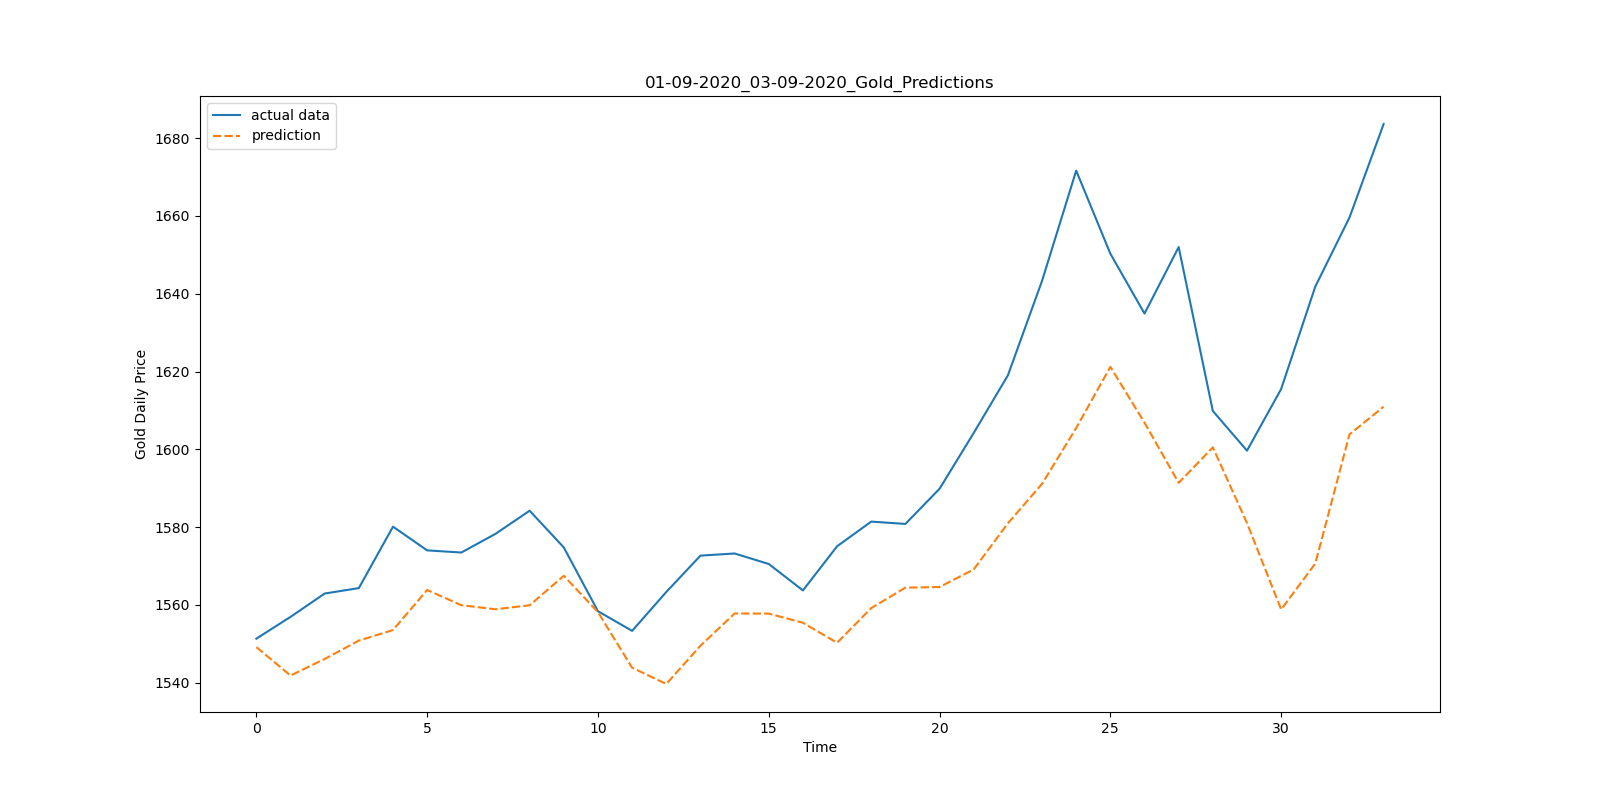 01-09-2020_03-09-2020_Gold_Predictions
actual data
prediction
1680
1660
1640
1620
1600
1580
1560
1540
Gold Daily Price
0 5 10 15 20 25 30
Time